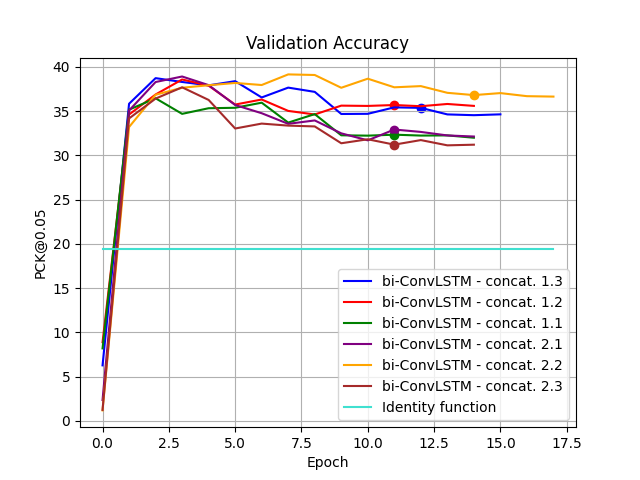 Validation Accuracy
PCK@0.05
40
35
30
25
20
15
10
5
0
bi-ConvLSTM - concat. 1.3
bi-ConvLSTM - concat. 1.2
bi-ConvLSTM - concat. 1.1
bi-ConvLSTM - concat. 2.1
bi-ConvLSTM - concat. 2.2
bi-ConvLSTM - concat. 2.3
Identity function
0.0 2.5 5.0 7.5 10.0 12.5 15.0 17.5
Epoch